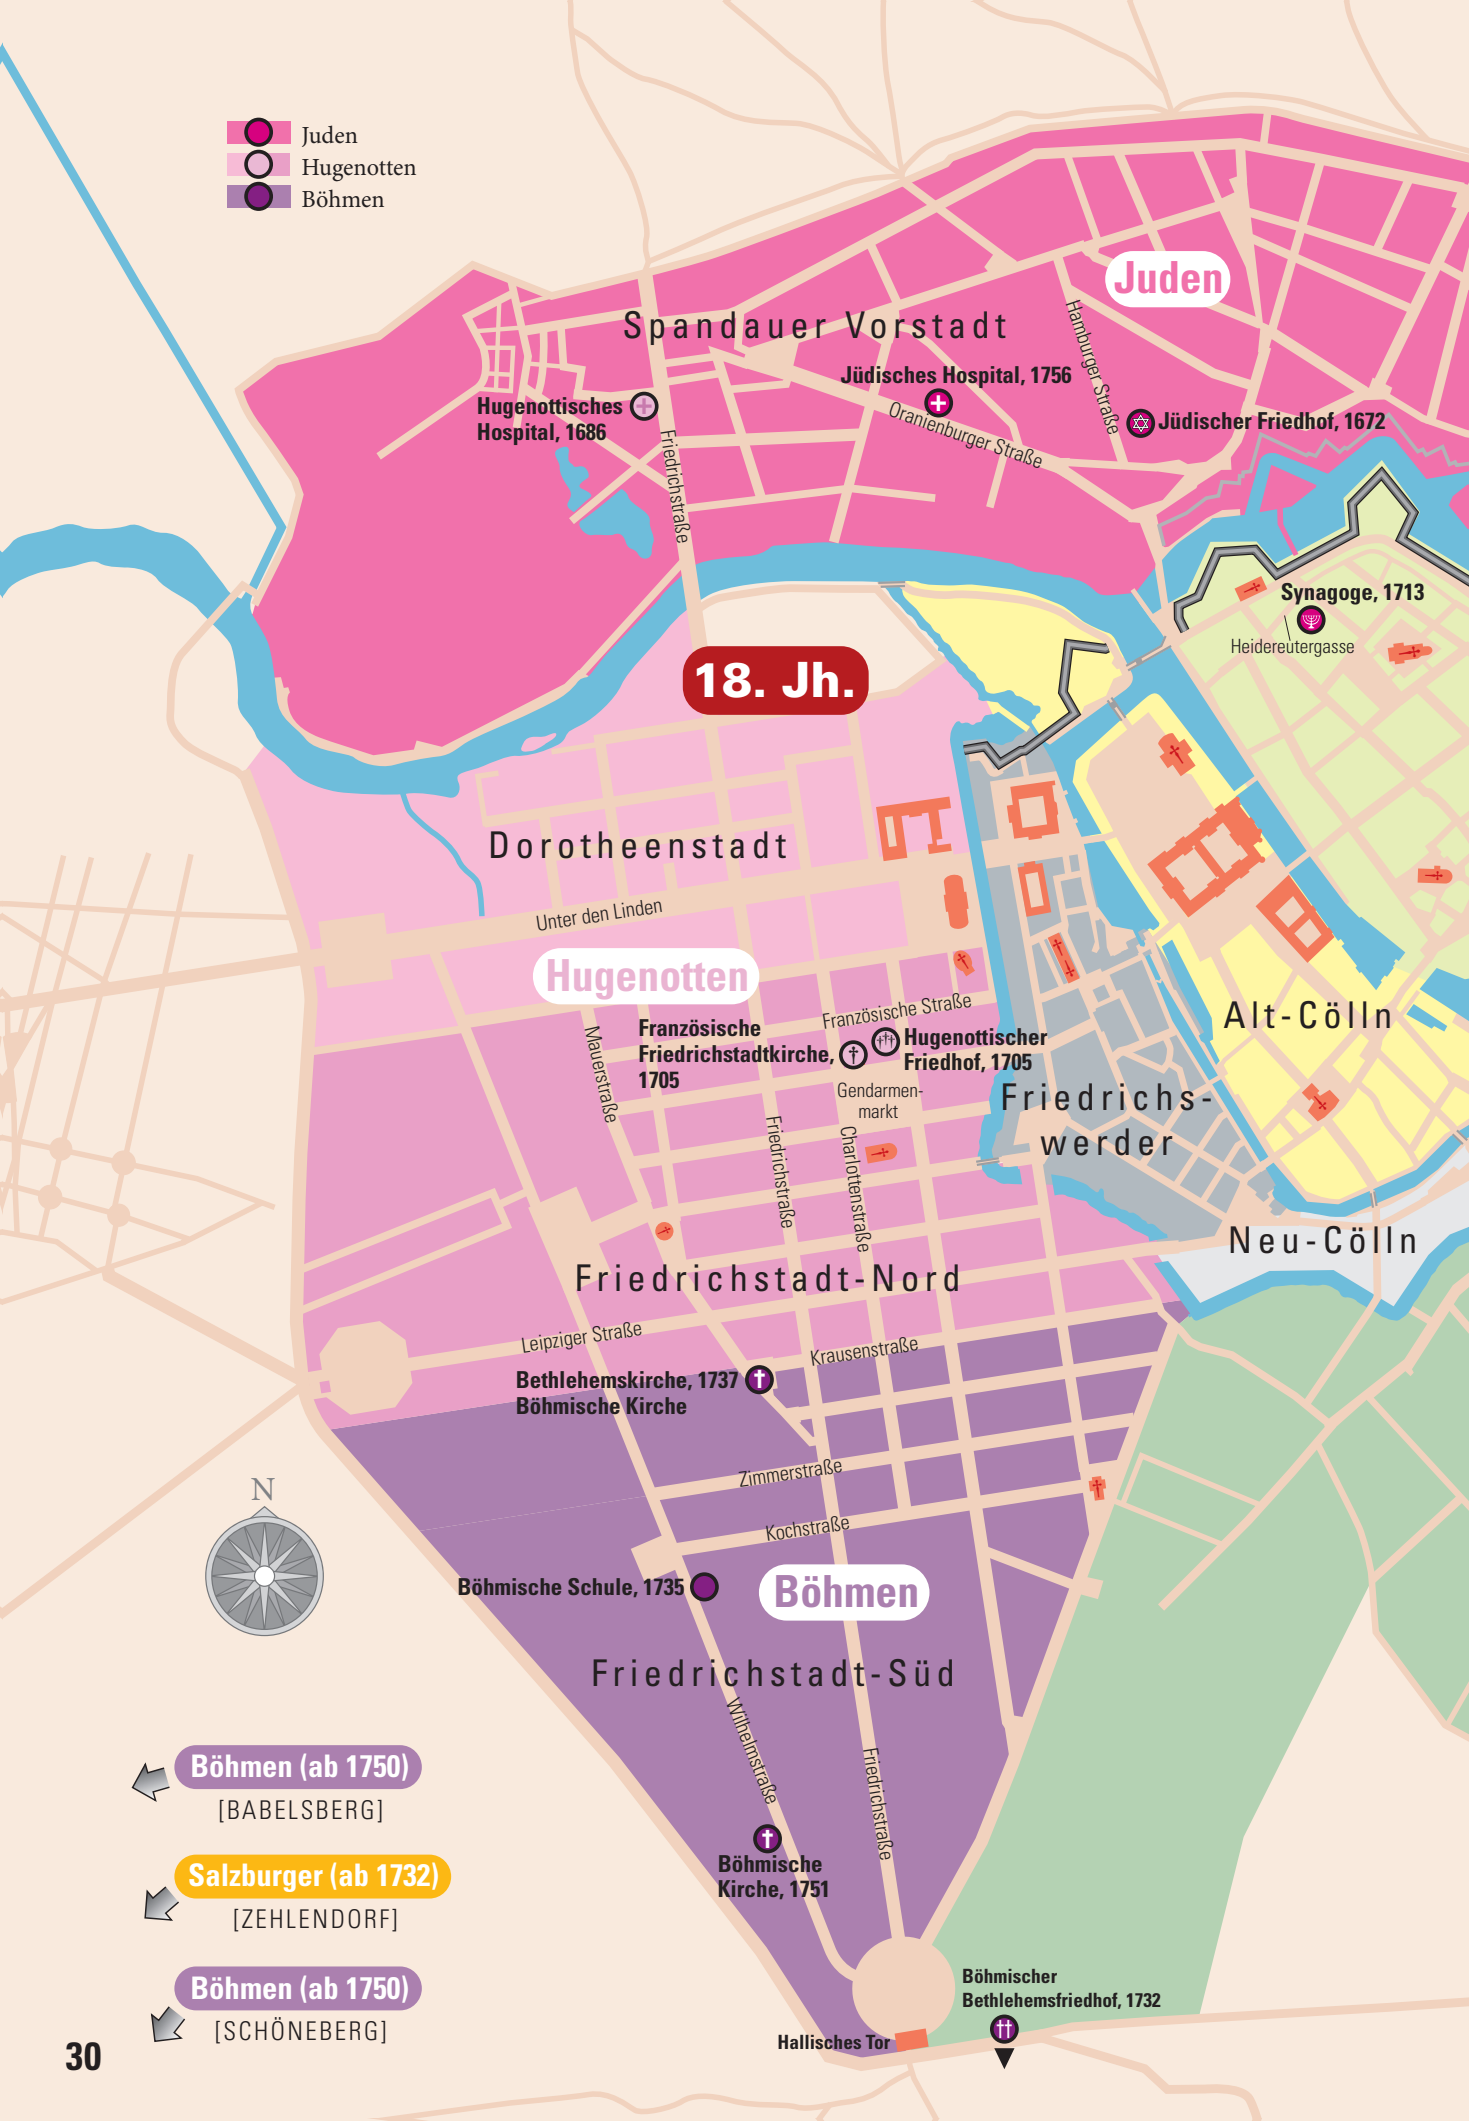 Juden
Hugenotten
Böhmen
Juden
Spandauer Vorstadt
Jüdisches Hospital, 1756
Hamburger Straße
Hugenottisches
Hospital, 1686
Oranienburger Straße
Jüdischer Friedhof, 1672
Friedrichstraße
Synagoge, 1713
Heidereutergasse
18. Jh.
Dorotheenstadt
Unter den Linden
Hugenotten
Französische Straße
Mauerstraße
Französische
Friedrichstadtkirche,
1705
Hugenottischer
Friedhof, 1705
Alt-Cölln
Gendarmen-
markt
Friedrichs-
werder
Friedrichstraße
Charlottenstraße
Neu-Cölln
Friedrichstadt-Nord
Leipziger Straße
Krausenstraße
Bethlehemskirche, 1737
Böhmische Kirche
Zimmerstraße
N
Kochstraße
Böhmische Schule, 1735
Böhmen
Friedrichstadt-Süd
Wilhelmstraße
Friedrichstraße
Böhmen (ab 1750)
[BABELSBERG]
Böhmische
Kirche, 1751
Salzburger (ab 1732)
[ZEHLENDORF]
Böhmen (ab 1750)
[SCHÖNEBERG]
Böhmischer
Bethlehemsfriedhof, 1732
Hallisches Tor
30